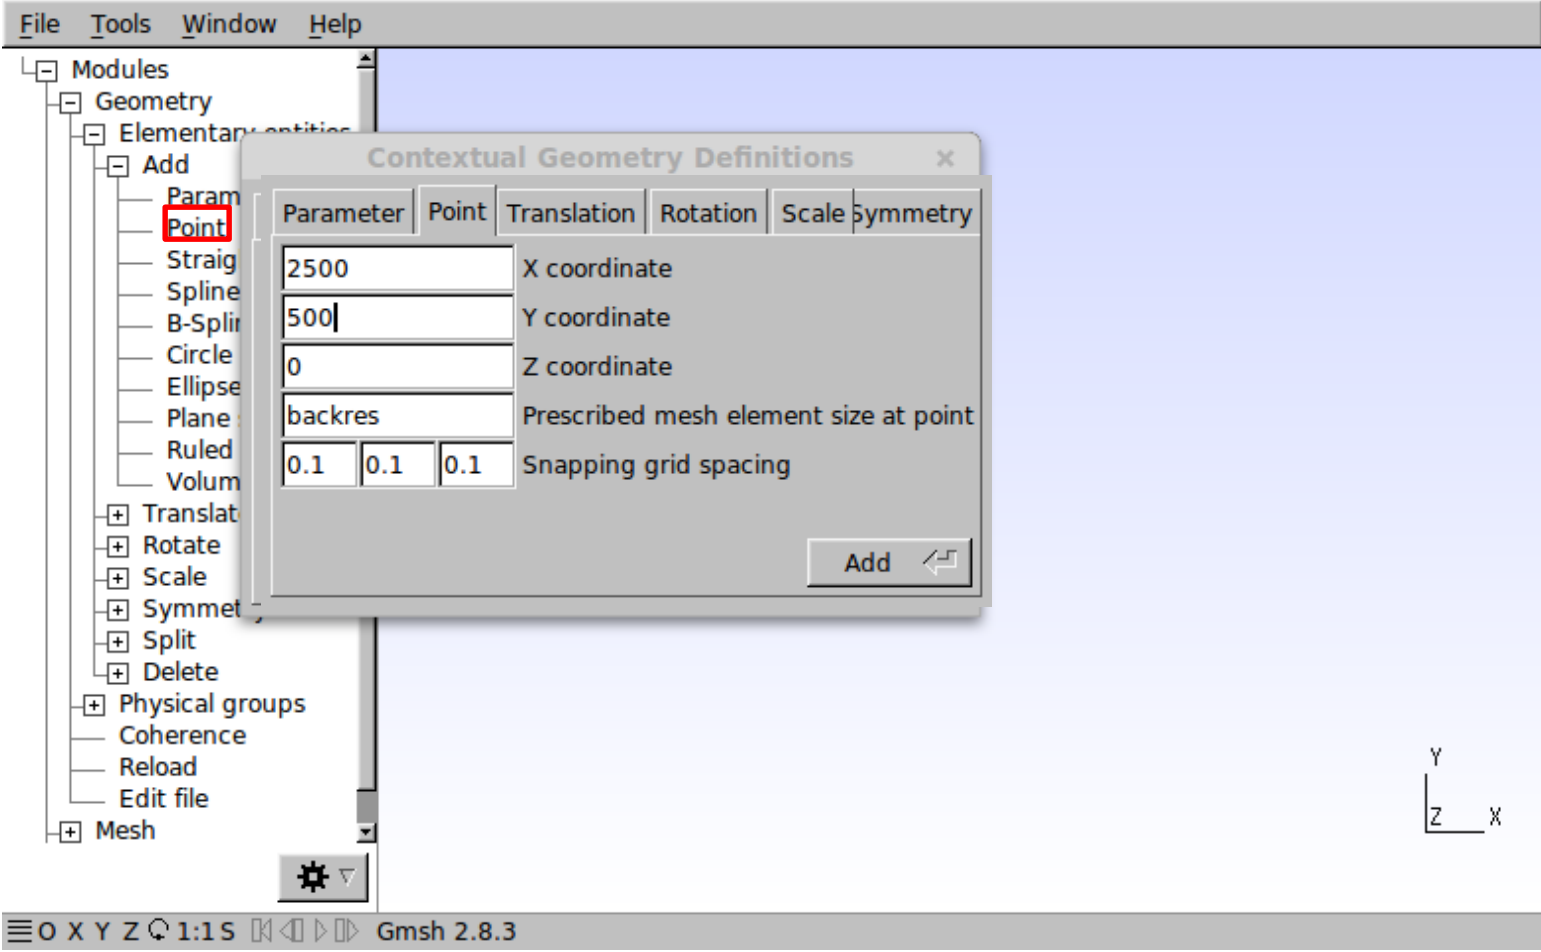 File Tools Window Help
Modules
Geometry
Elementary entities
Add
Param
Point
Straig
Spline
B-Splin
Circle
Ellipse
Plane
Ruled
Volum
Translat
Rotate
Scale
Symmet
Split
Delete
Physical groups
Coherence
Reload
Edit file
Mesh
Contextual Geometry Definitions
Parameter Point Translation Rotation Scale Symmetry
2500 X coordinate
500 Y coordinate
0 Z coordinate
backres Prescribed mesh element size at point
0.1 0.1 0.1 Snapping grid spacing
Add
Y
Z X
O X Y Z 1:1 S Gmsh 2.8.3